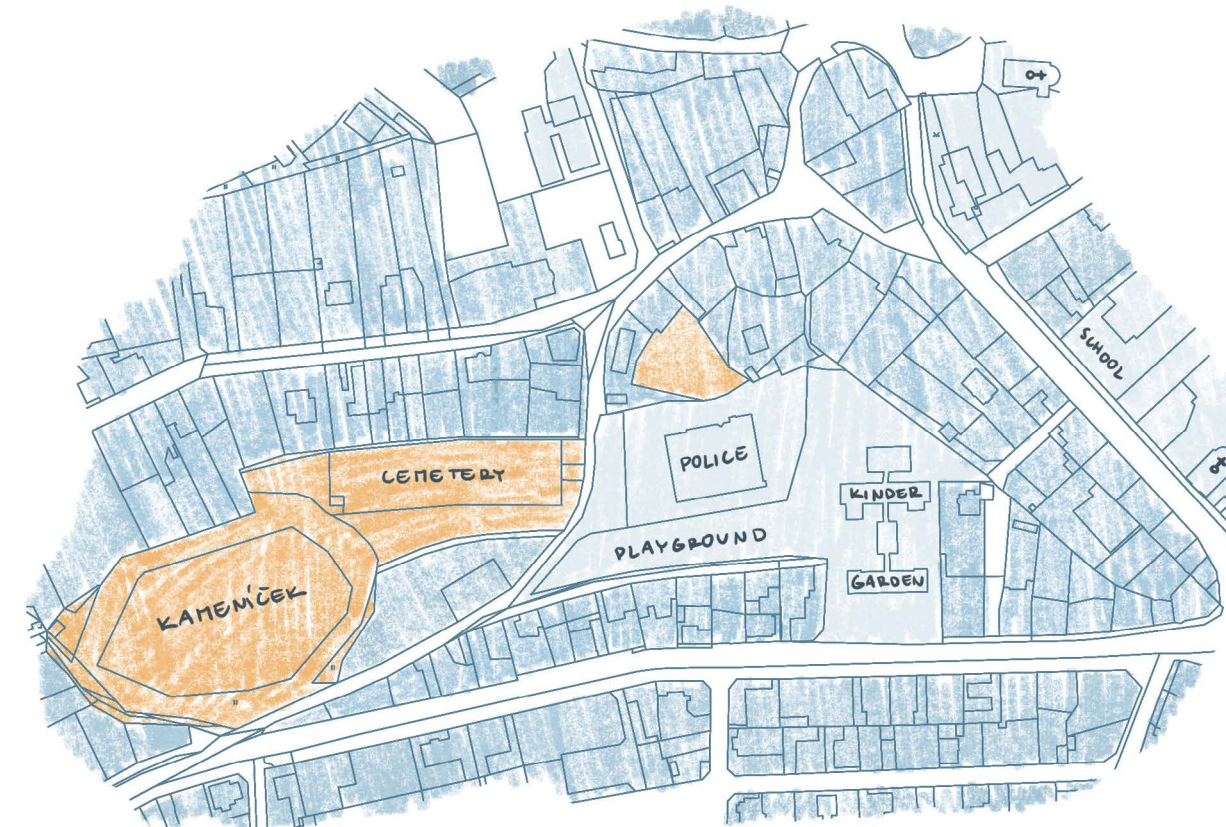 SCHOOL
CEMETERY
POLICE
KINDER
PLAYGROUND
GARDEN
KAMENÍČEK